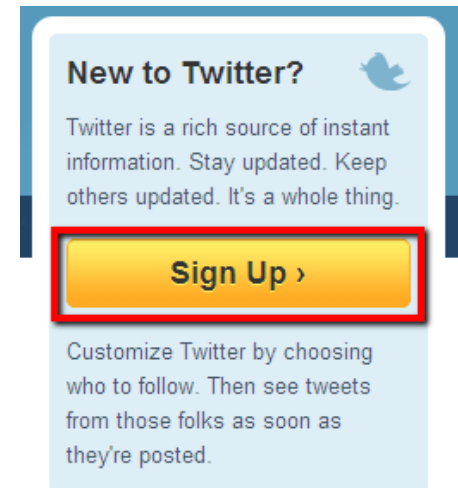 New to Twitter?
Twitter is a rich source of instant
information. Stay updated. Keep
others updated. It's a whole thing.
Sign Up ›
Customize Twitter by choosing
who to follow. Then see tweets
from those folks as soon as
they're posted.